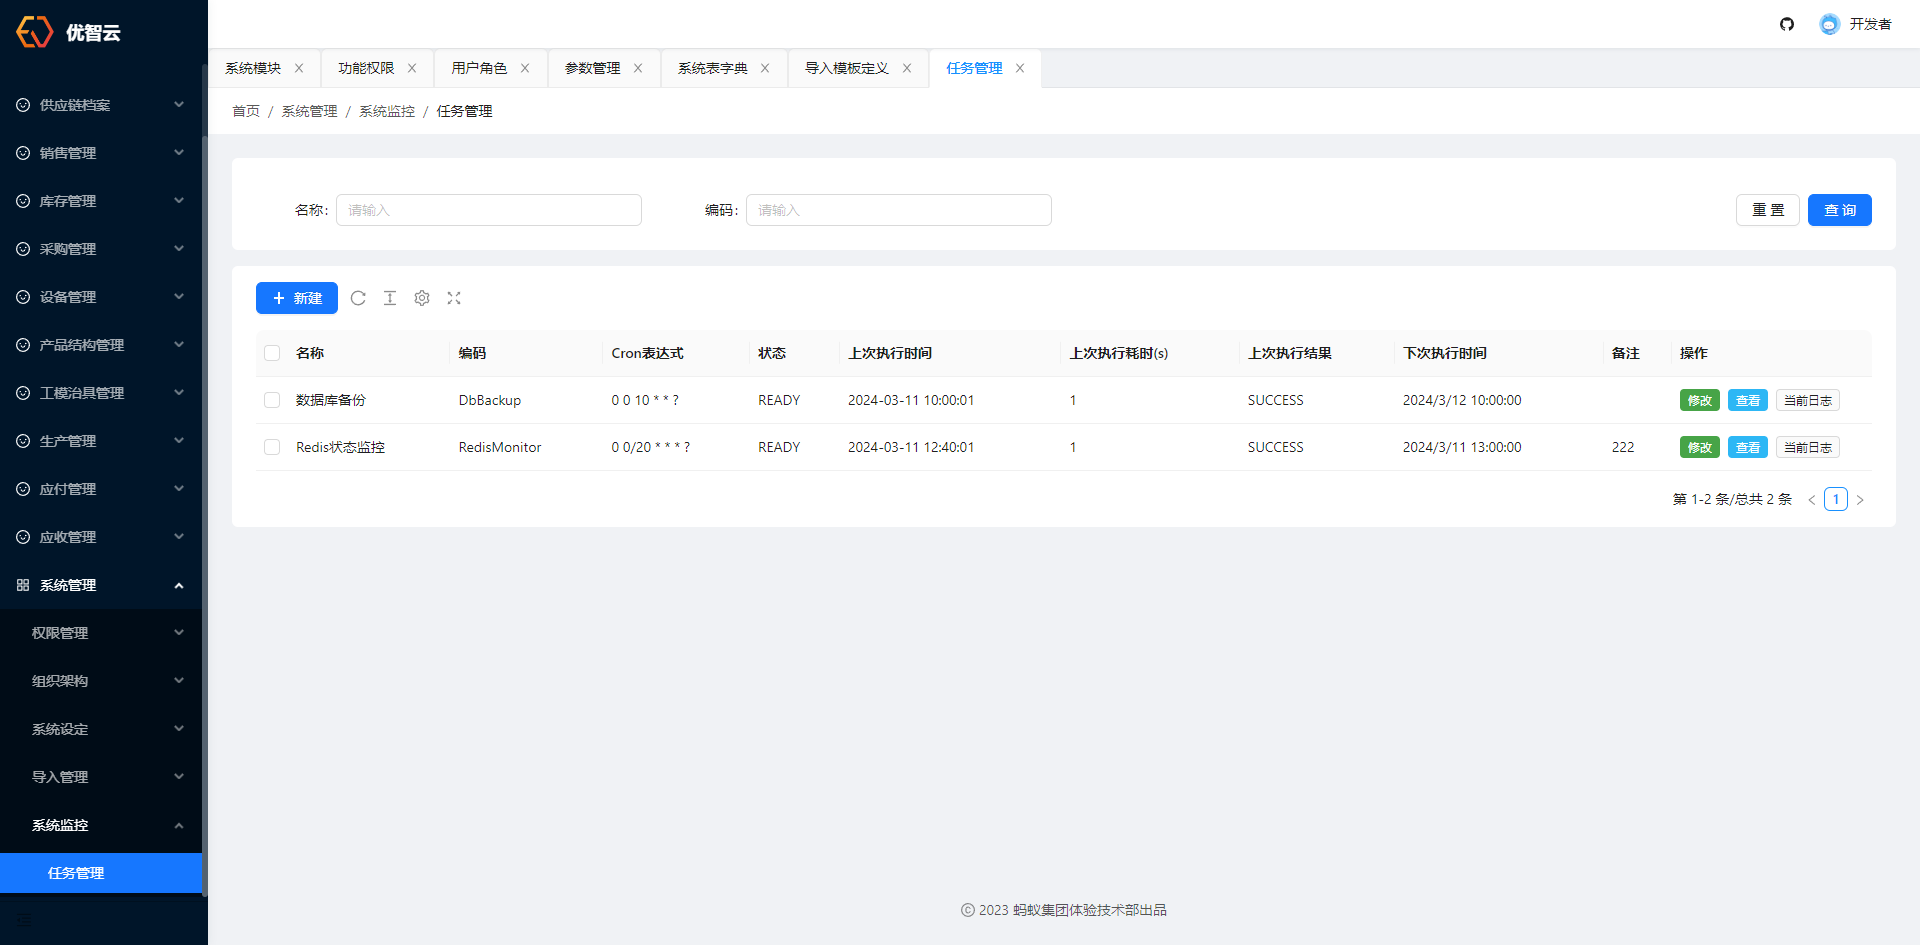 优智云
开发者
系统模块
功能权限
用户角色
参数管理
系统表字典
导入模板定义
任务管理
首页 / 系统管理 / 系统监控 / 任务管理
供应链档案
销售管理
库存管理
采购管理
设备管理
产品结构管理
工模治具管理
生产管理
应付管理
应收管理
系统管理
权限管理
组织架构
系统设定
导入管理
系统监控
任务管理
名称: 请输入
编码: 请输入
重 置
查 询
新建
名称 编码 Cron表达式 状态 上次执行时间 上次执行耗时(s) 上次执行结果 下次执行时间 备注 操作
数据库备份 DbBackup 0 0 10 * * ? READY 2024-03-11 10:00:01 1 SUCCESS 2024/3/12 10:00:00 修改 查看 当前日志
Redis状态监控 RedisMonitor 0 0/20 * * * ? READY 2024-03-11 12:40:01 1 SUCCESS 2024/3/11 13:00:00 222 修改 查看 当前日志
第 1-2 条/总共 2 条 < 1 >
© 2023 蚂蚁集团体验技术部出品